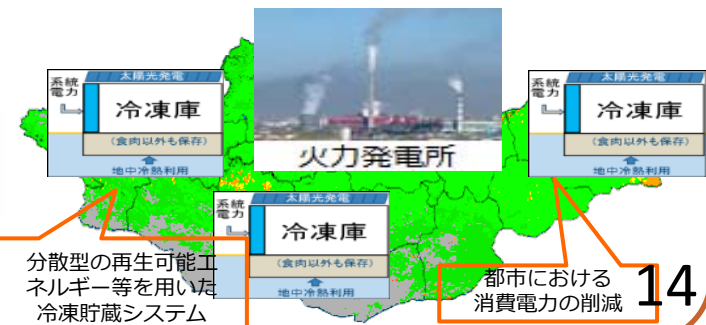 太陽光発電
系統
電力
冷凍庫
(食肉以外も保存)
地中冷熱利用
火力発電所
太陽光発電
系統
電力
冷凍庫
(食肉以外も保存)
地中冷熱利用
太陽光発電
系統
電力
冷凍庫
(食肉以外も保存)
地中冷熱利用
分散型の再生可能エ
ネルギー等を用いた
冷凍貯蔵システム
都市における
消費電力の削減
14